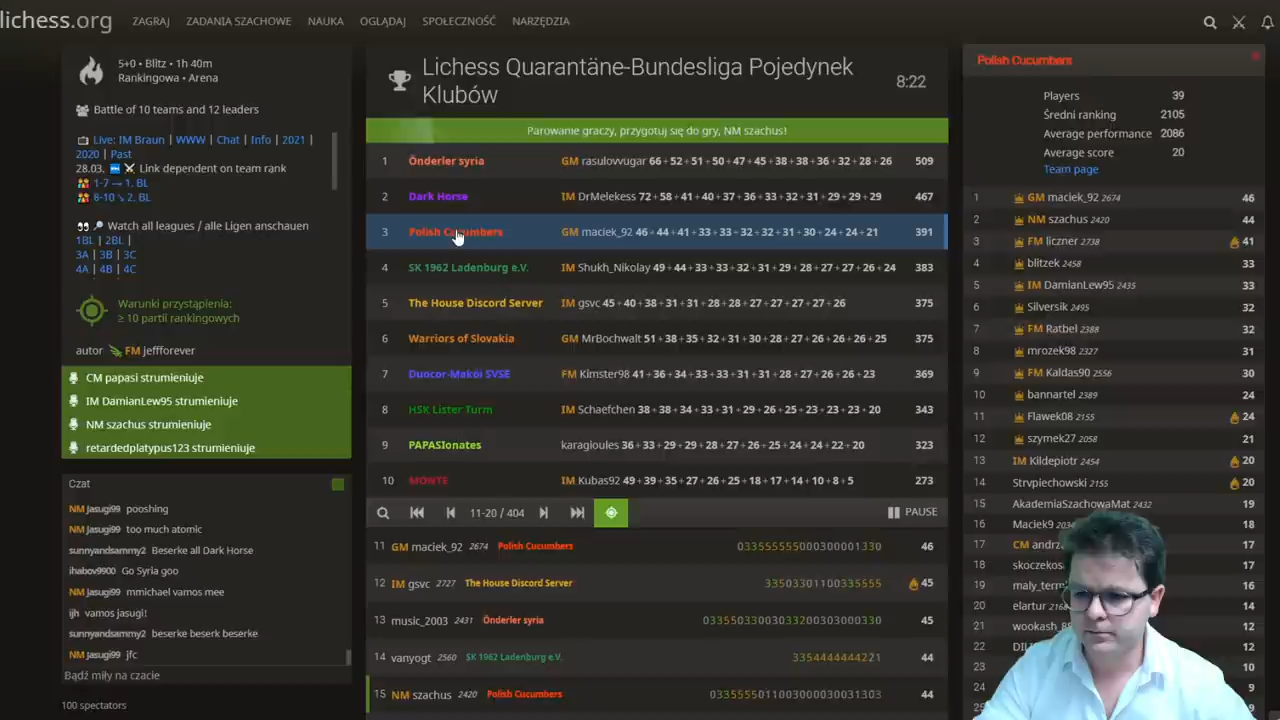 lichess.org
ZAGRAJ ZADANIA SZACHOWE NAUKA OGLĄDAJ SPOŁECZNOŚĆ NARZĘDZIA
5+0 • Blitz • 1h 40m
Rankingowa • Arena
Battle of 10 teams and 12 leaders
Live: IM Braun | WWW | Chat | Info | 2021 |
2020 | Past
28.03. Link dependent on team rank
1-7 → 1. BL
8-10 ↘ 2. BL
Watch all leagues / alle Ligen anschauen
1BL | 2BL |
3A | 3B | 3C
4A | 4B | 4C
Warunki przystąpienia:
≥ 10 partii rankingowych
autor FM jeffforever
CM papasi strumieniuje
IM DamianLew95 strumieniuje
NM szachus strumieniuje
retardedplatypus123 strumieniuje
Czat
NM Jasugi99 pooshing
NM Jasugi99 too much atomic
sunnyandsammy2 Beserke all Dark Horse
ihabov9900 Go Syria goo
NM Jasugi99 mmichael vamos mee
ijh vamos jasugi!
sunnyandsammy2 beserke beserk beserke
NM Jasugi99 jfc
Bądź miły na czacie
100 spectators
Lichess Quarantäne-Bundesliga Pojedynek
Klubów
8:22
Parowanie graczy, przygotuj się do gry, NM szachus!
1 Önderler syria GM rasulovvugar 66+52+51+50+47+45+38+38+36+32+28+26 509
2 Dark Horse IM DrMelekess 72+58+41+40+37+36+33+32+31+29+29+29 467
3 Polish Cucumbers GM maciek_92 46+44+41+33+33+32+32+31+30+24+24+21 391
4 SK 1962 Ladenburg e.V. IM Shukh_Nikolay 49+44+33+33+32+31+29+28+27+27+26+24 383
5 The House Discord Server IM gsvc 45+40+38+31+31+28+28+27+27+27+27+26 375
6 Warriors of Slovakia GM MrBochwalt 51+38+35+32+31+30+28+27+26+26+26+25 375
7 Duocor-Makói SVSE FM Klmster98 41+36+34+33+33+31+31+28+27+26+26+23 369
8 HSK Lister Turm IM Schaefchen 38+38+34+33+31+29+26+25+23+23+23+20 343
9 PAPASIonates karagioules 36+33+29+29+28+27+26+25+24+24+22+20 323
10 MONTE IM Kubas92 49+39+35+27+26+25+18+17+14+10+8+5 273
11-20 / 404 PAUSE
11 GM maciek_92 2674 Polish Cucumbers 46
12 IM gsvc 2727 The House Discord Server 33503301100335555 45
13 music_2003 2431 Önderler syria 45
14 vanyogt 2560 SK 1962 Ladenburg e.V. 3354444444221 44
15 NM szachus 2420 Polish Cucumbers 44
Polish Cucumbers
Players 39
Średni ranking 2105
Average performance 2086
Average score 20
Team page
1 GM maciek_92 2674 46
2 NM szachus 2420 44
3 FM liczner 2738 41
4 blitzek 2458 33
5 IM DamianLew95 2435 33
6 Silversik 2495 32
7 FM Ratbel 2388 32
8 mrozek98 2327 31
9 FM Kaldas90 2556 30
10 bannartel 2389 24
11 Flawek08 2155 24
12 szymek27 2058 21
13 IM Kildepiotr 2454 20
14 Strvpiechowski 2155 20
15 AkademiaSzachowaMat 2432 19
16 18
17 CM 17
18 17
19 16
20 elartur 14
21 12
22 12
23 10
24 9
9